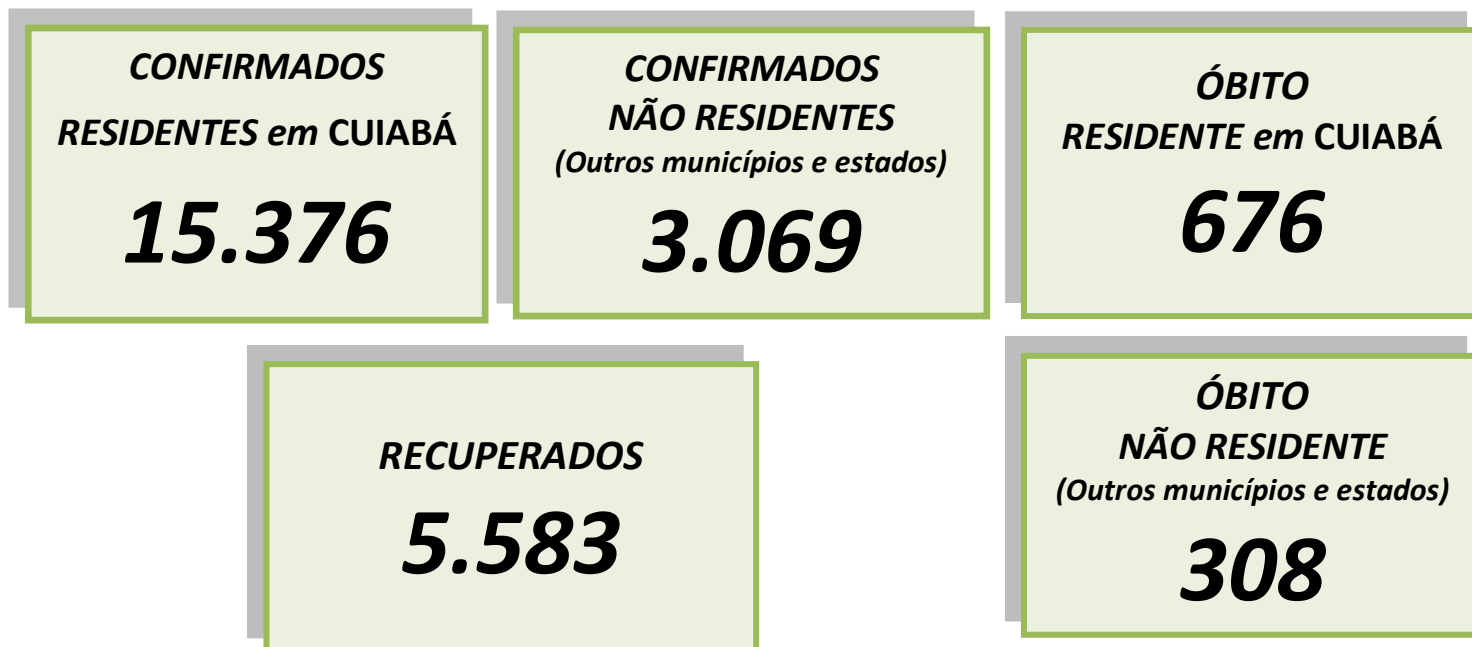 CONFIRMADOS
RESIDENTES em CUIABÁ
15.376
CONFIRMADOS
NÃO RESIDENTES
(Outros municípios e estados)
3.069
ÓBITO
RESIDENTE em CUIABÁ
676
RECUPERADOS
5.583
ÓBITO
NÃO RESIDENTE
(Outros municípios e estados)
308